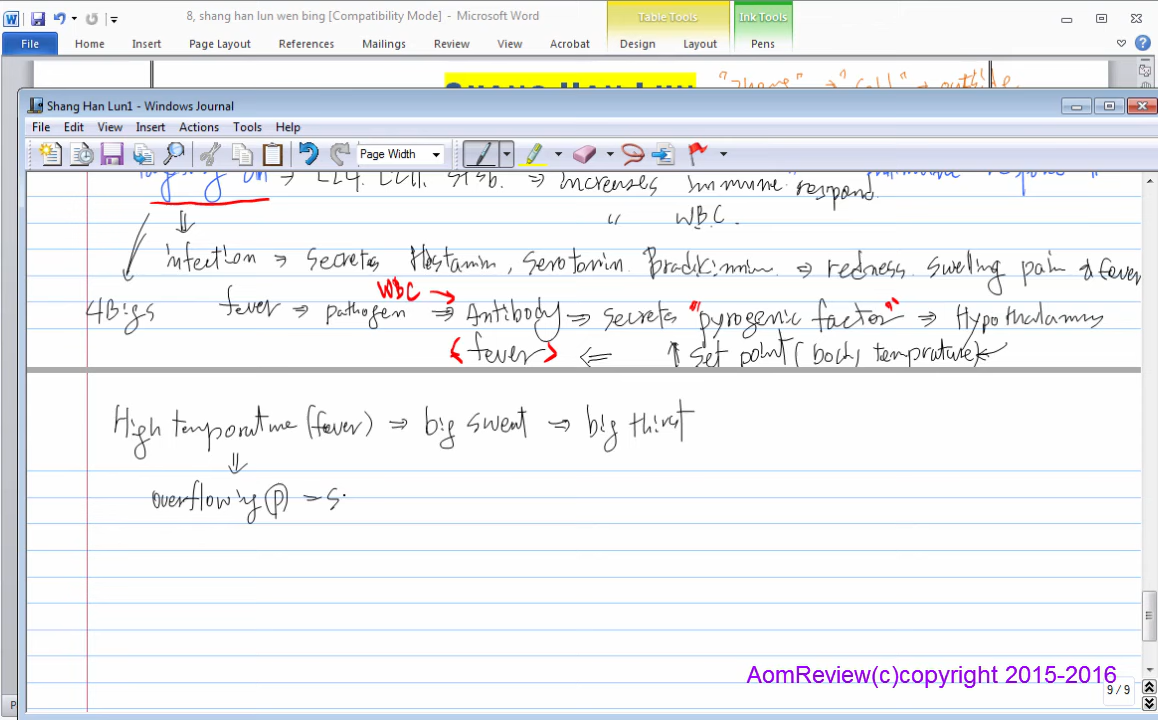 8, shang han lun wen bing [Compatibility Mode] - Microsoft Word
Table Tools
Ink Tools
File Home Insert Page Layout References Mailings Review View Acrobat Design Layout Pens
Shang Han Lun1 - Windows Journal
File Edit View Insert Actions Tools Help
Page Width
⇒ LI4. LI11. St36. ⇒ Increases immune respond.
" WBC.
infection ⇒ secretes Histamin, serotonin. Bradikinnin ⇒ redness. swelling pain & fever
4Bigs fever ⇒ pathogen WBC → ⇒ Antibody ⇒ secretes "pyrogenic factor" ⇒ Hypothalamus
(fever) ⇐ ↑ set point (body temprature) ↙
High temporature (fever) ⇒ big sweat ⇒ big thirst
⇓
overflowing (P) = s.
AomReview(c)copyright 2015-2016
9 / 9